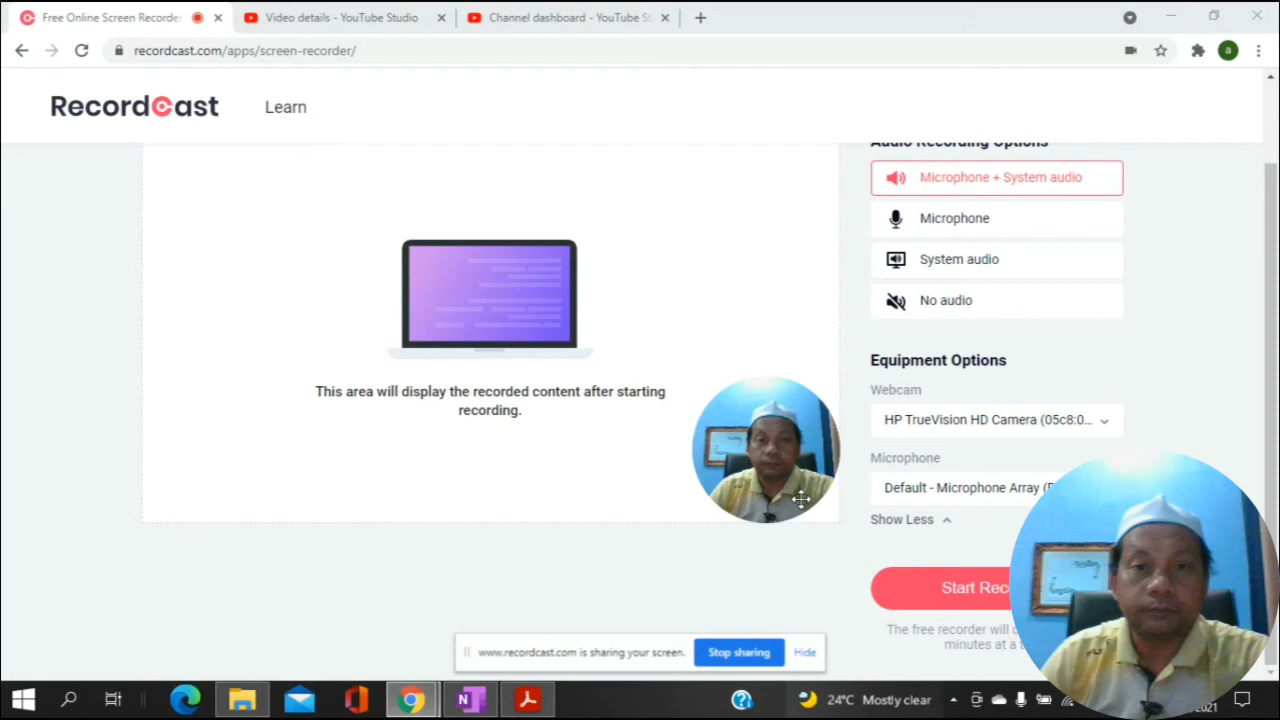 Free Online Screen Recorder
Video details - YouTube Studio
Channel dashboard - YouTube St
recordcast.com/apps/screen-recorder/
a
RecordCast
Learn
Audio Recording Options
Microphone + System audio
Microphone
System audio
No audio
This area will display the recorded content after starting
recording.
Equipment Options
Webcam
HP TrueVision HD Camera (05c8:0...
Microphone
Default - Microphone Array (
Show Less
Start Rec
The free recorder will
minutes at a
www.recordcast.com is sharing your screen.
Stop sharing
Hide
24°C Mostly clear
2021